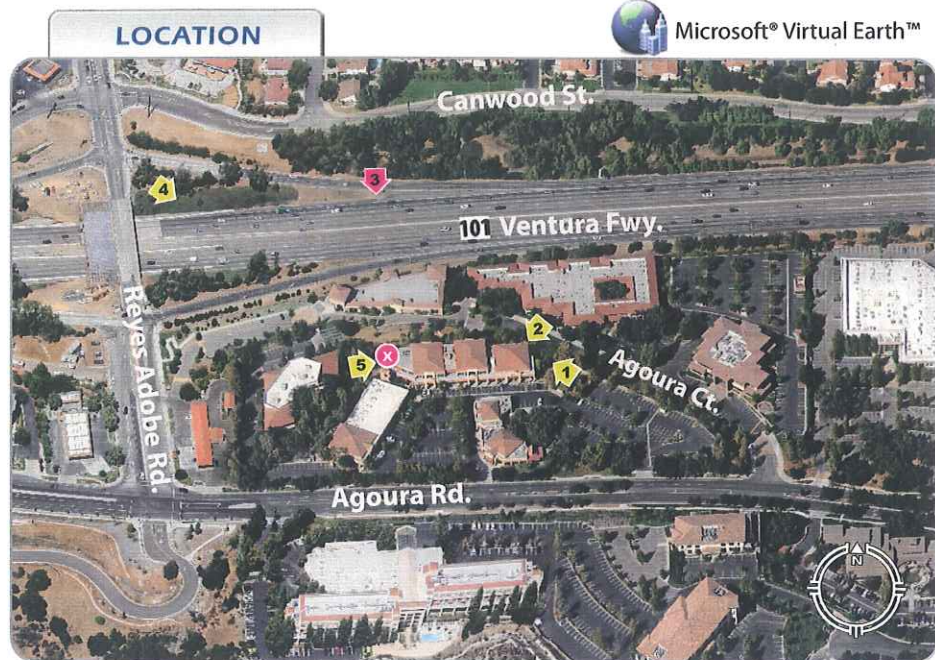 LOCATION
Microsoft® Virtual Earth™
Canwood St.
4
3
101 Ventura Fwy.
Reyes Adobe Rd.
2
5
X
1
Agoura Ct.
Agoura Rd.
N